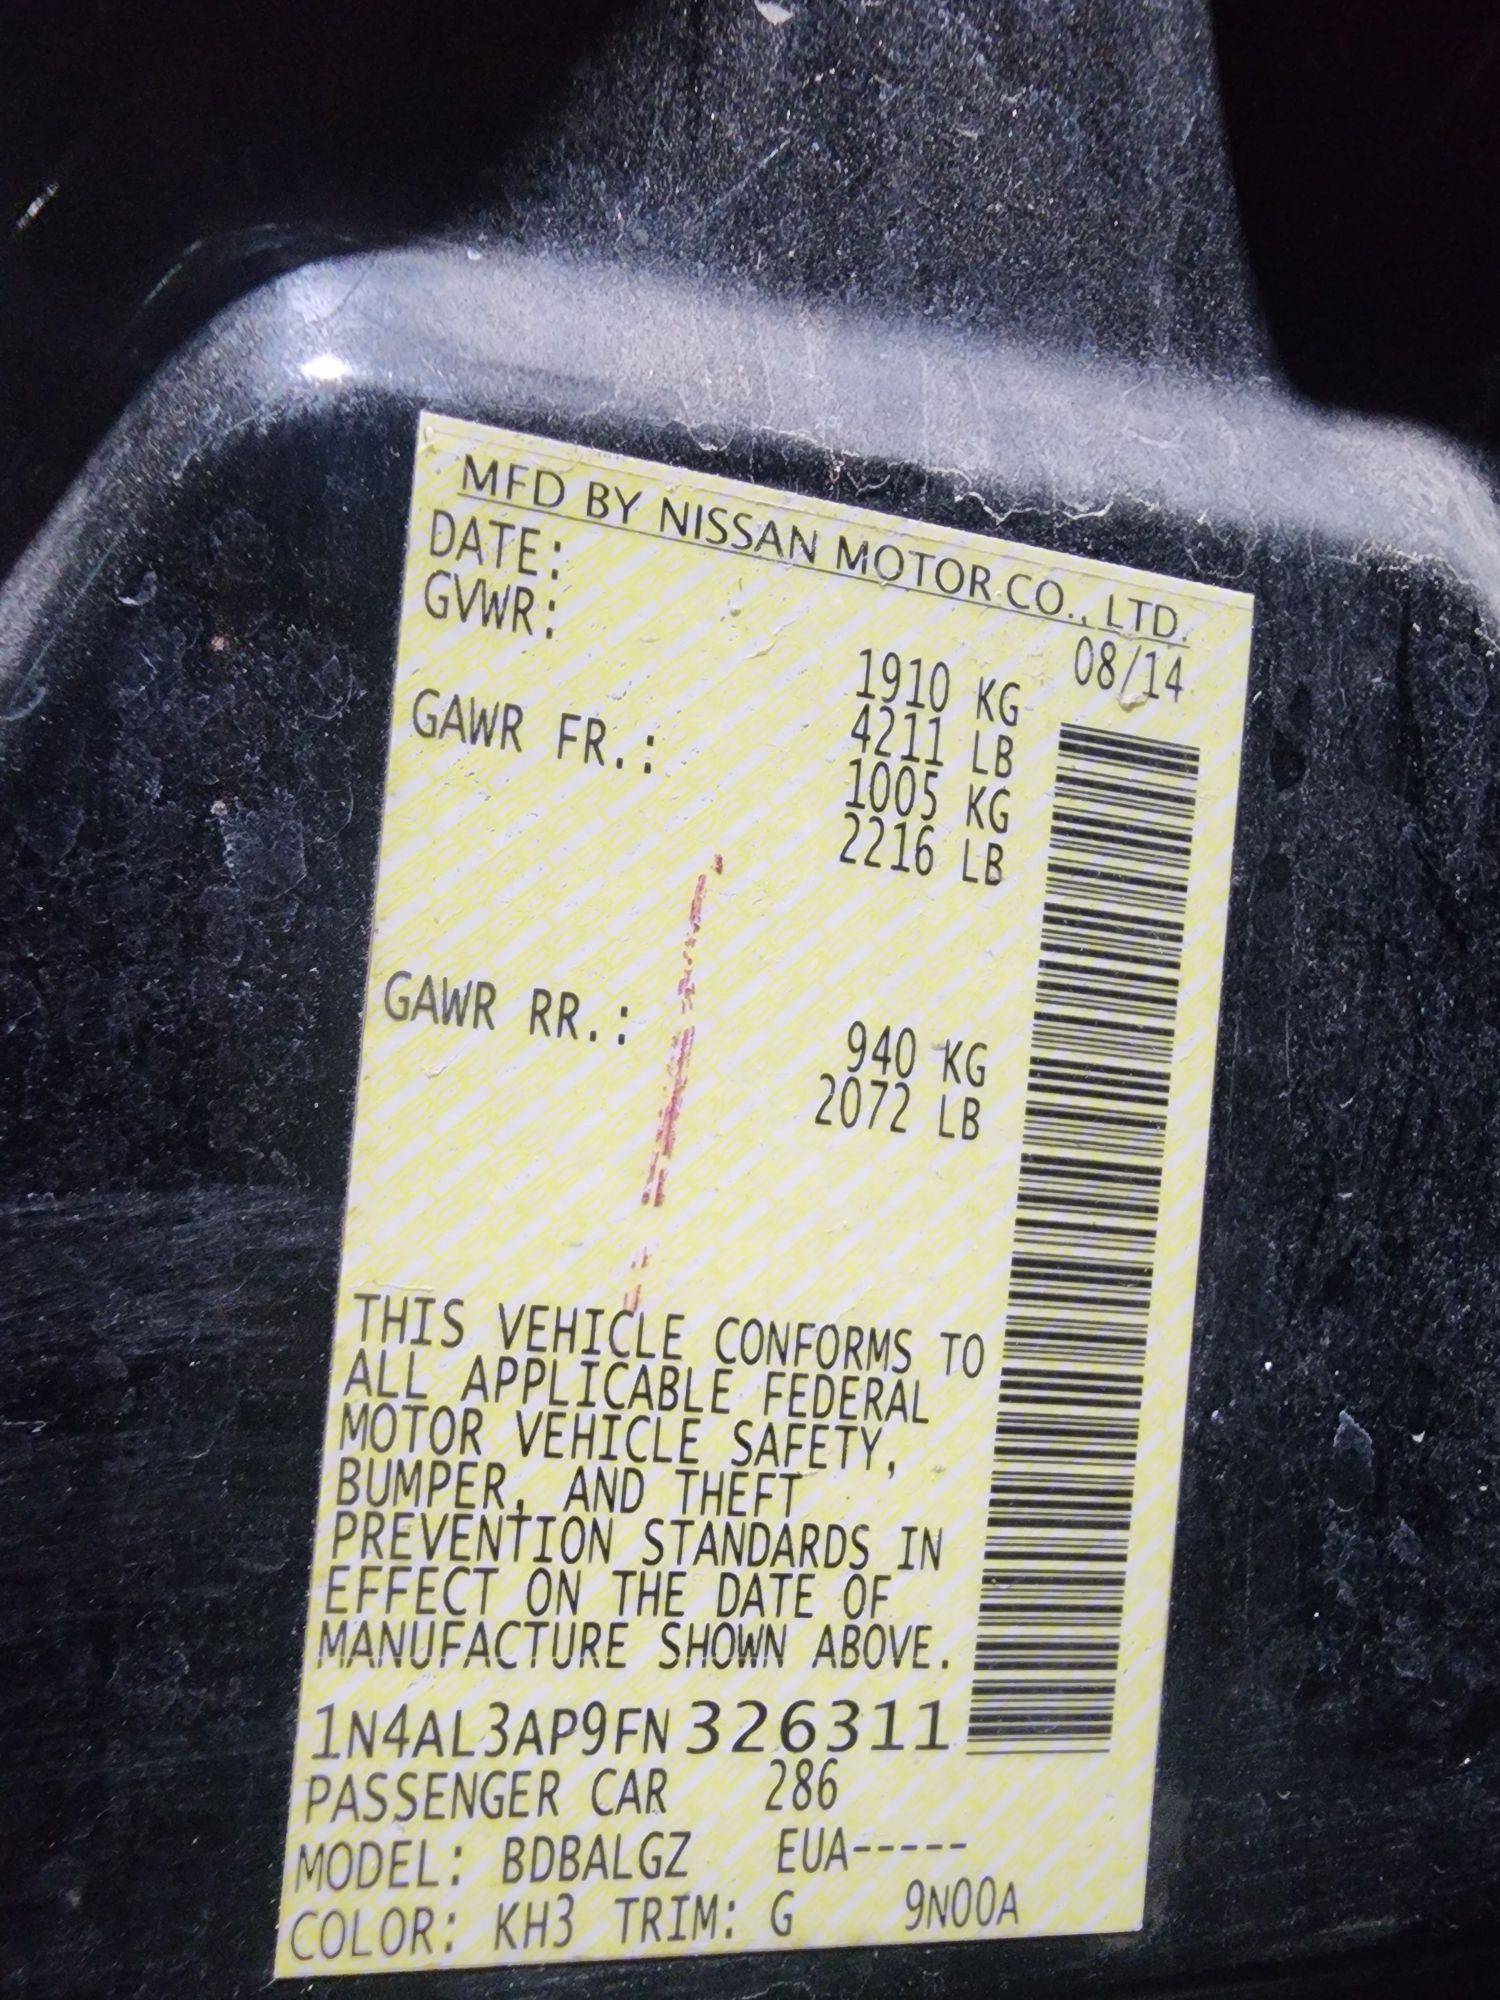 MFD BY NISSAN MOTOR CO., LTD.
DATE: 08/14
GVWR: 1910 KG
4211 LB
GAWR FR.: 1005 KG
2216 LB
GAWR RR.: 940 KG
2072 LB
THIS VEHICLE CONFORMS TO
ALL APPLICABLE FEDERAL
MOTOR VEHICLE SAFETY,
BUMPER, AND THEFT
PREVENTION STANDARDS IN
EFFECT ON THE DATE OF
MANUFACTURE SHOWN ABOVE.
1N4AL3AP9FN326311
PASSENGER CAR 286
MODEL: BDBALGZ EUA-----
COLOR: KH3 TRIM: G 9N00A